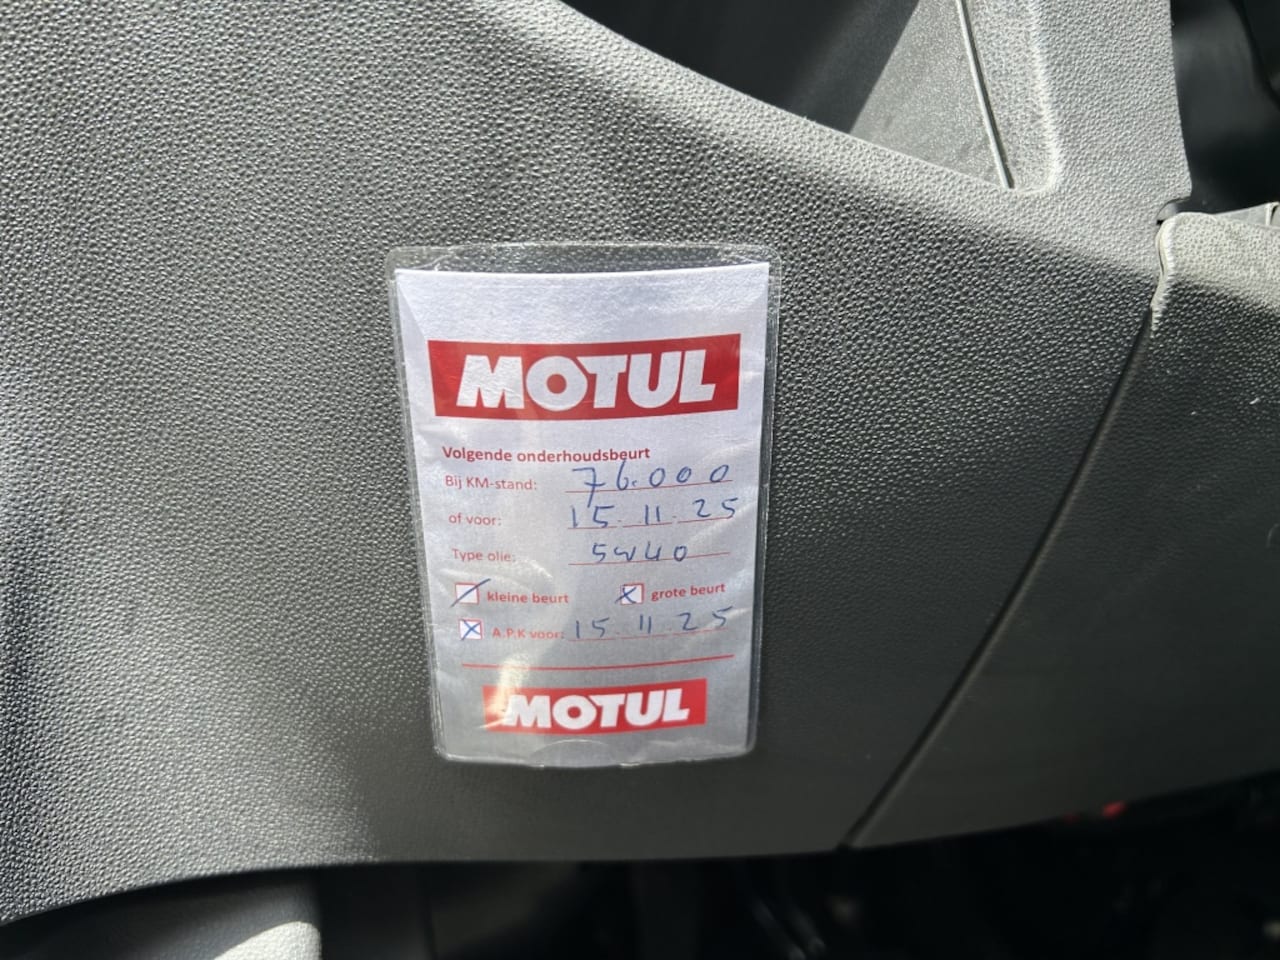 MOTUL
Volgende onderhoudsbeurt
Bij KM-stand: 76.000
of voor: 15.11.25
Type olie: 5w40
kleine beurt grote beurt
A.P.K voor: 15.11.25
MOTUL